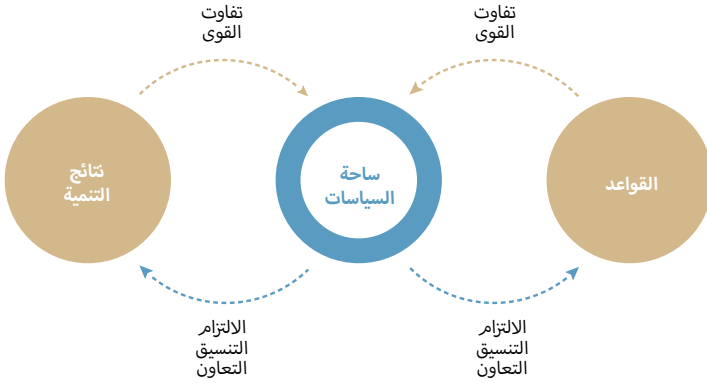 تفاوت
القوى
تفاوت
القوى
القواعد
ساحة
السياسات
نتائج
التنمية
الالتزام
التنسيق
التعاون
الالتزام
التنسيق
التعاون